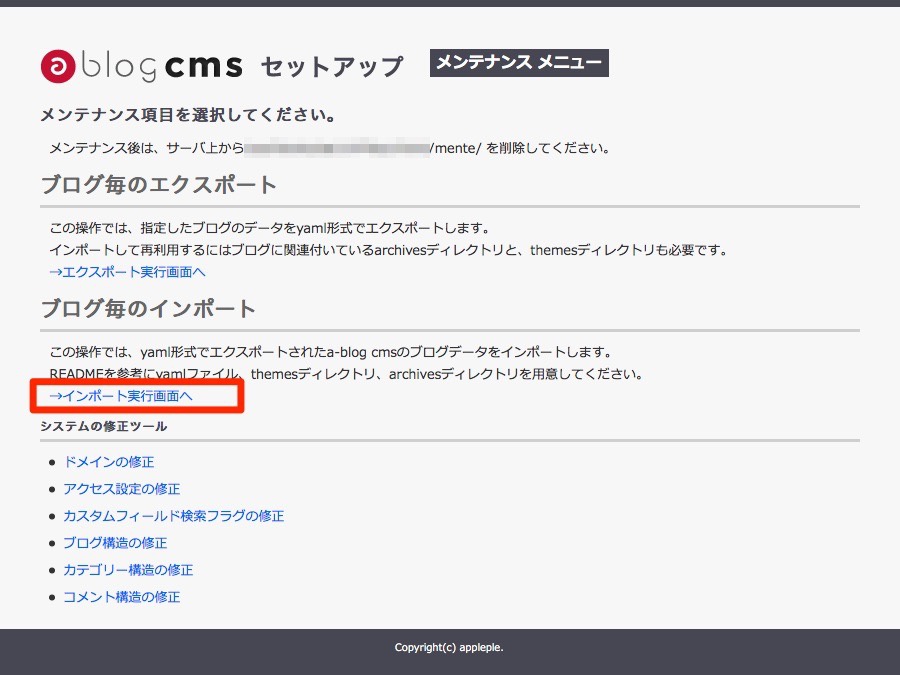 a blog cms セットアップ メンテナンス メニュー
メンテナンス項目を選択してください。
メンテナンス後は、サーバ上から /mente/ を削除してください。
ブログ毎のエクスポート
この操作では、指定したブログのデータをyaml形式でエクスポートします。
インポートして再利用するにはブログに関連付いているarchivesディレクトリと、themesディレクトリも必要です。
→エクスポート実行画面へ
ブログ毎のインポート
この操作では、yaml形式でエクスポートされたa-blog cmsのブログデータをインポートします。
READMEを参考にyamlファイル、themesディレクトリ、archivesディレクトリを用意してください。
→インポート実行画面へ
システムの修正ツール
● ドメインの修正
● アクセス設定の修正
● カスタムフィールド検索フラグの修正
● ブログ構造の修正
● カテゴリー構造の修正
● コメント構造の修正
Copyright(c) appleple.